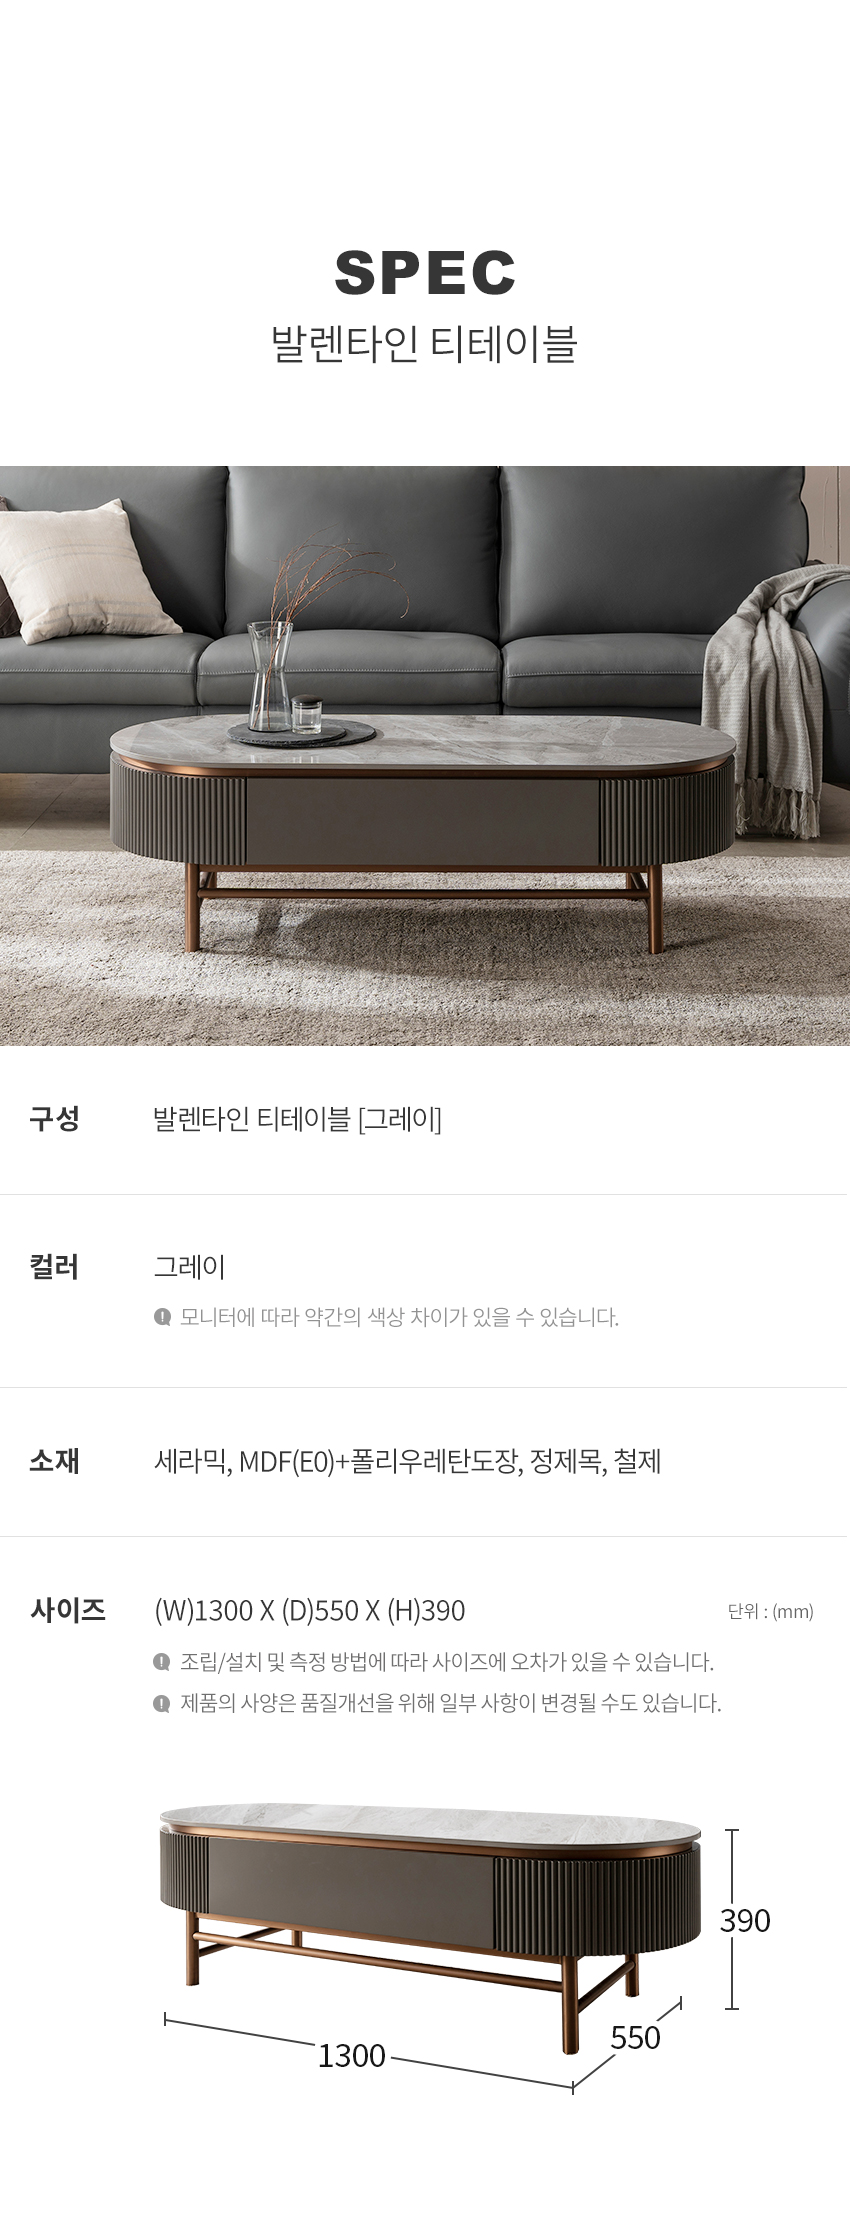 SPEC
발렌타인 티테이블
구성 발렌타인 티테이블 [그레이]
컬러 그레이
모니터에 따라 약간의 색상 차이가 있을 수 있습니다.
소재 세라믹, MDF(E0)+폴리우레탄도장, 정제목, 철제
사이즈 (W)1300 X (D)550 X (H)390 단위 : (mm)
조립/설치 및 측정 방법에 따라 사이즈에 오차가 있을 수 있습니다.
제품의 사양은 품질개선을 위해 일부 사항이 변경될 수도 있습니다.
390
550
1300